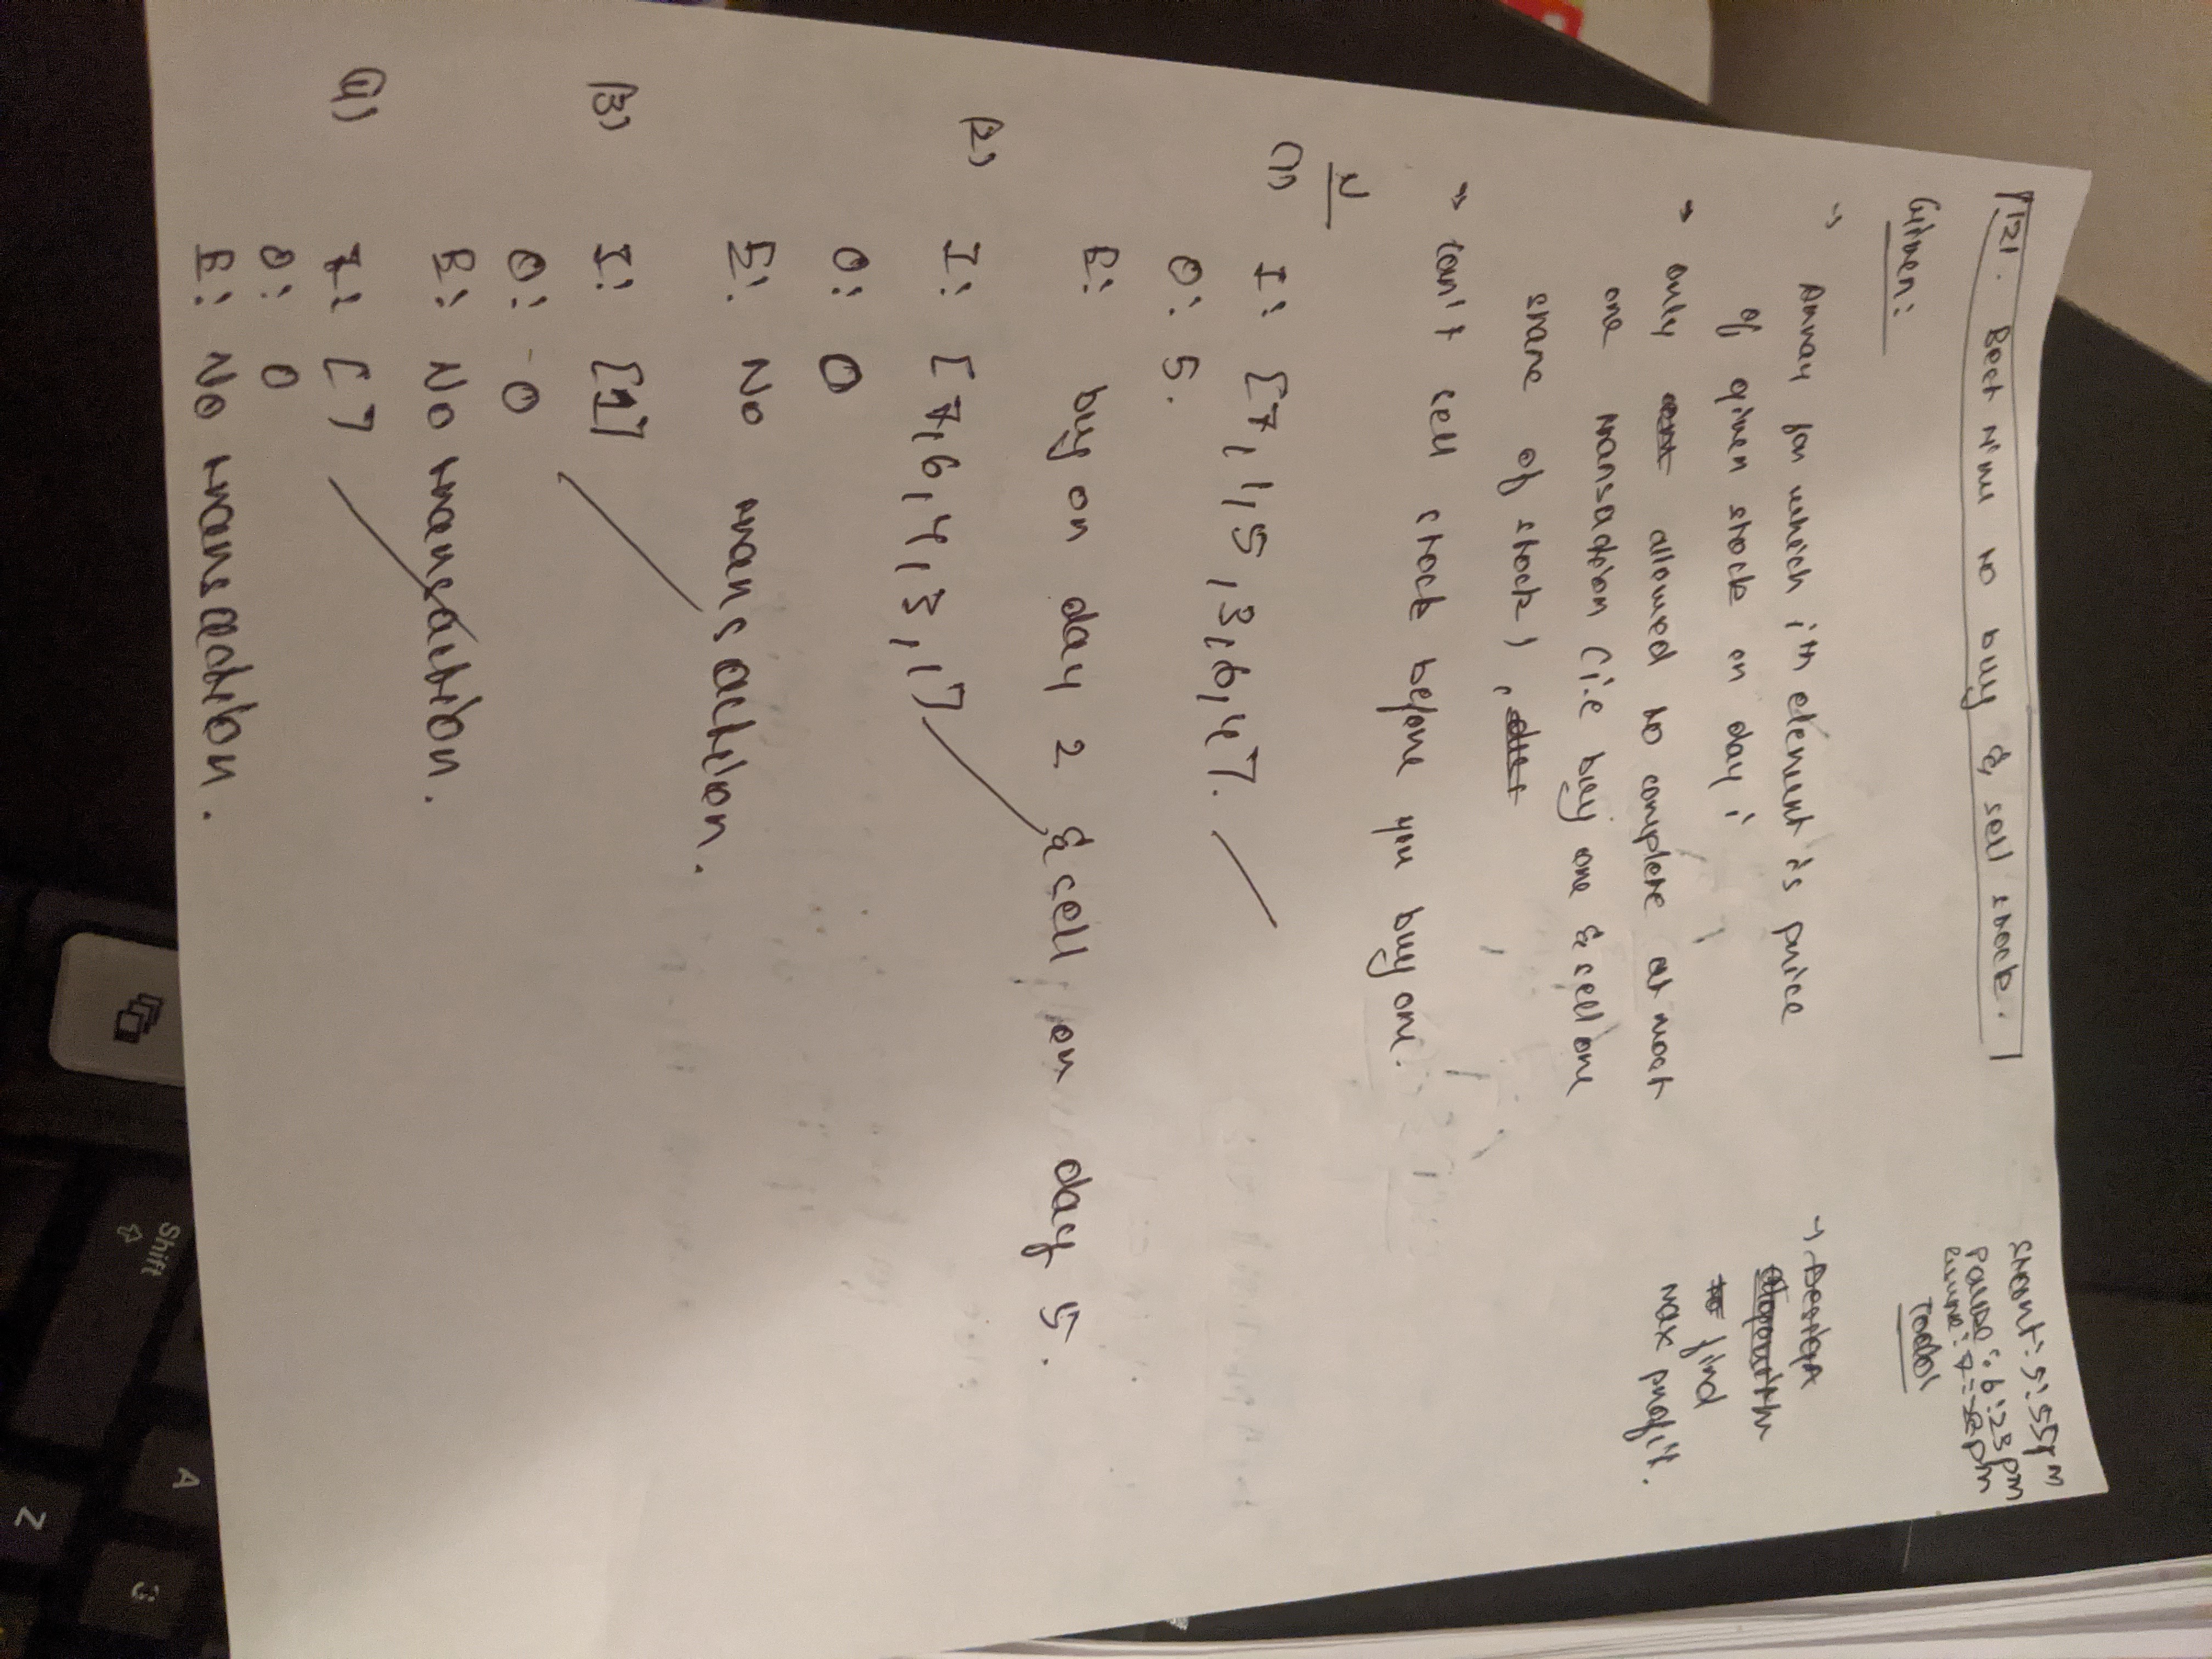 121. Best time to buy & sell stock.
Start: 5:55pm
Pause: 6:23pm
Given:
Todo
→ Array for which ith element is price
of given stock on day i
→ Design
algorithm
to find
max profit.
→ only allowed to complete at most
one transaction (i.e buy one & sell one
share of stock),
→ can't sell stock before you buy one.
(1) I: [7,1,5,3,6,4].
O: 5.
E: buy on day 2 & sell on day 5.
(2) I: [7,6,4,3,1]
O: 0
E: No transaction.
(3) I: [1]
O: 0
E: No transaction.
(4) I: []
O: 0
E: No transaction.
Shift
A
Z